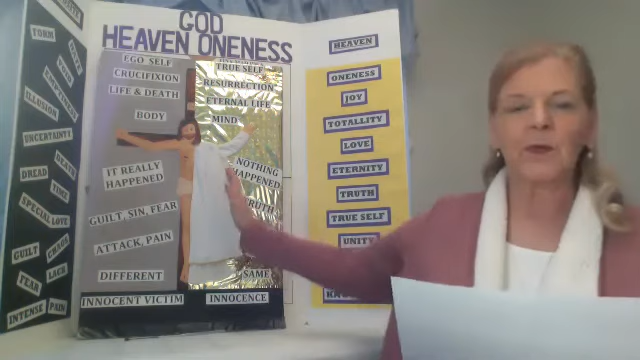 FORM
ILLUSION
EMPTINESS
UNCERTAINTY
DREAD
DEATH
TIME
SPECIAL LOVE
GUILT
CHAOS
FEAR
LACK
INTENSE PAIN
GOD
HEAVEN ONENESS
EGO SELF
CRUCIFIXION
LIFE & DEATH
BODY
IT REALLY
HAPPENED
GUILT, SIN, FEAR
ATTACK, PAIN
DIFFERENT
INNOCENT VICTIM
TRUE SELF
RESURRECTION
ETERNAL LIFE
MIND
NOTHING
HAPPENED
SAME
INNOCENCE
HEAVEN
ONENESS
JOY
TOTALLITY
LOVE
ETERNITY
TRUTH
TRUE SELF
UNITY